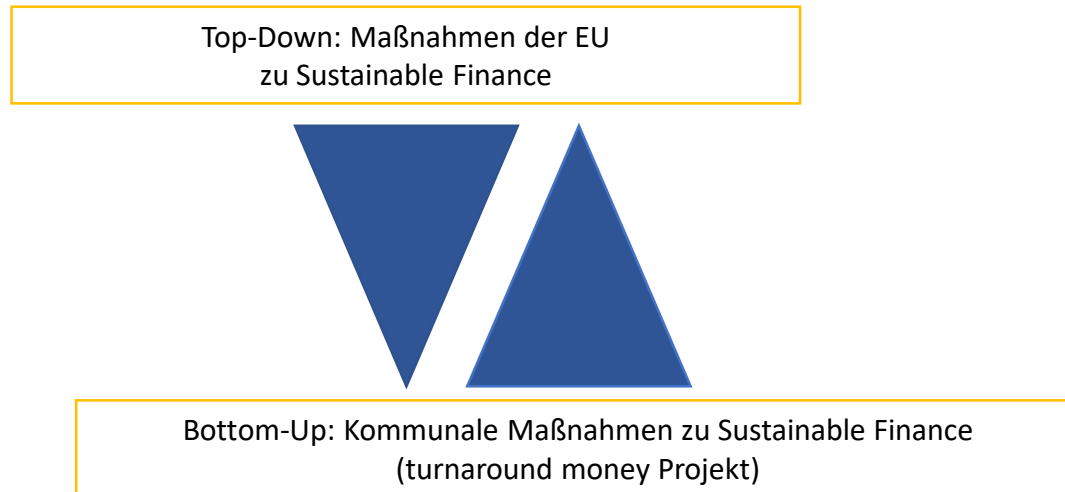 Top-Down: Maßnahmen der EU
zu Sustainable Finance
Bottom-Up: Kommunale Maßnahmen zu Sustainable Finance
(turnaround money Projekt)